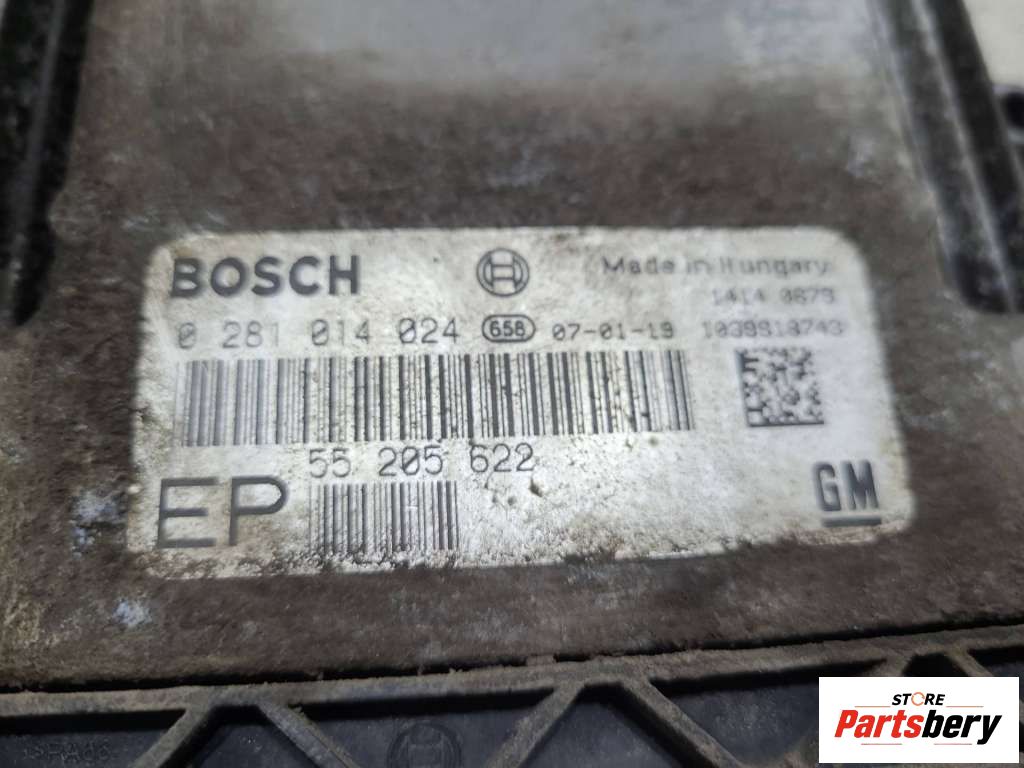 BOSCH Made in Hungary
1414 0873
0 281 014 024 658 07-01-19 1039S18743
55 205 622
EP GM
STORE
Partsbery